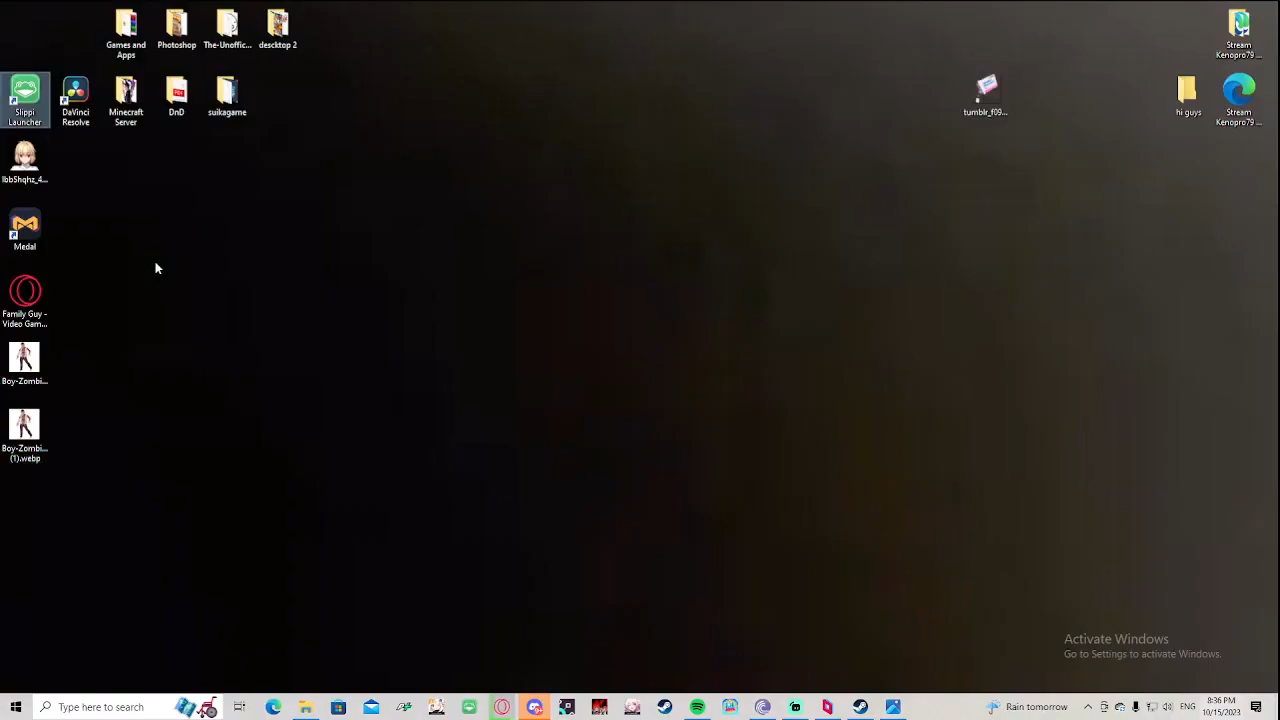 Games and
Apps
Photoshop
The-Unoffic...
descktop 2
Stream
Kenopro79 ...
Slippi
Launcher
DaVinci
Resolve
Minecraft
Server
DnD
suikagame
tumblr_f09...
hi guys
Stream
Kenopro79 ...
lbbShqhz_4...
Medal
Family Guy -
Video Gam...
Boy-Zombi...
Boy-Zombi...
(1).webp
Activate Windows
Go to Settings to activate Windows.
Type here to search
Rain tomorrow
8:36 PM
10/15/2023